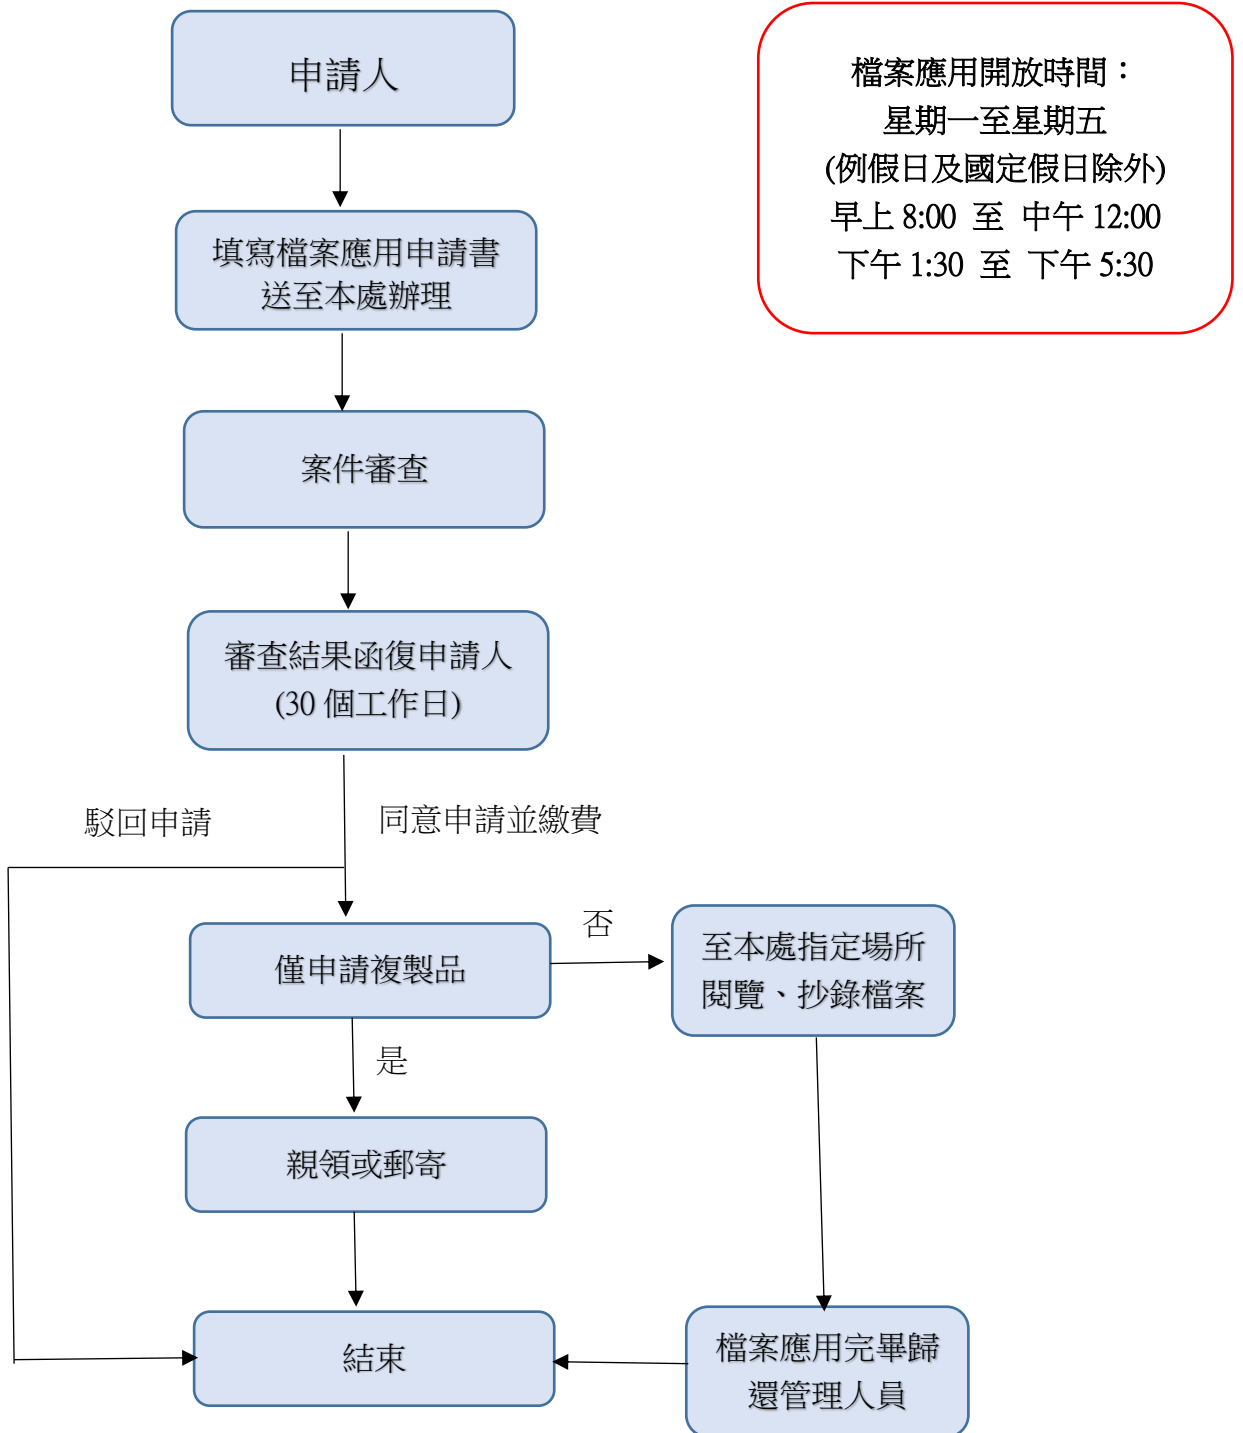 申請人
檔案應用開放時間：
星期一至星期五
(例假日及國定假日除外)
早上 8:00 至 中午 12:00
下午 1:30 至 下午 5:30
填寫檔案應用申請書
送至本處辦理
案件審查
審查結果函復申請人
(30 個工作日)
駁回申請
同意申請並繳費
僅申請複製品
否
至本處指定場所
閱覽、抄錄檔案
是
親領或郵寄
結束
檔案應用完畢歸
還管理人員